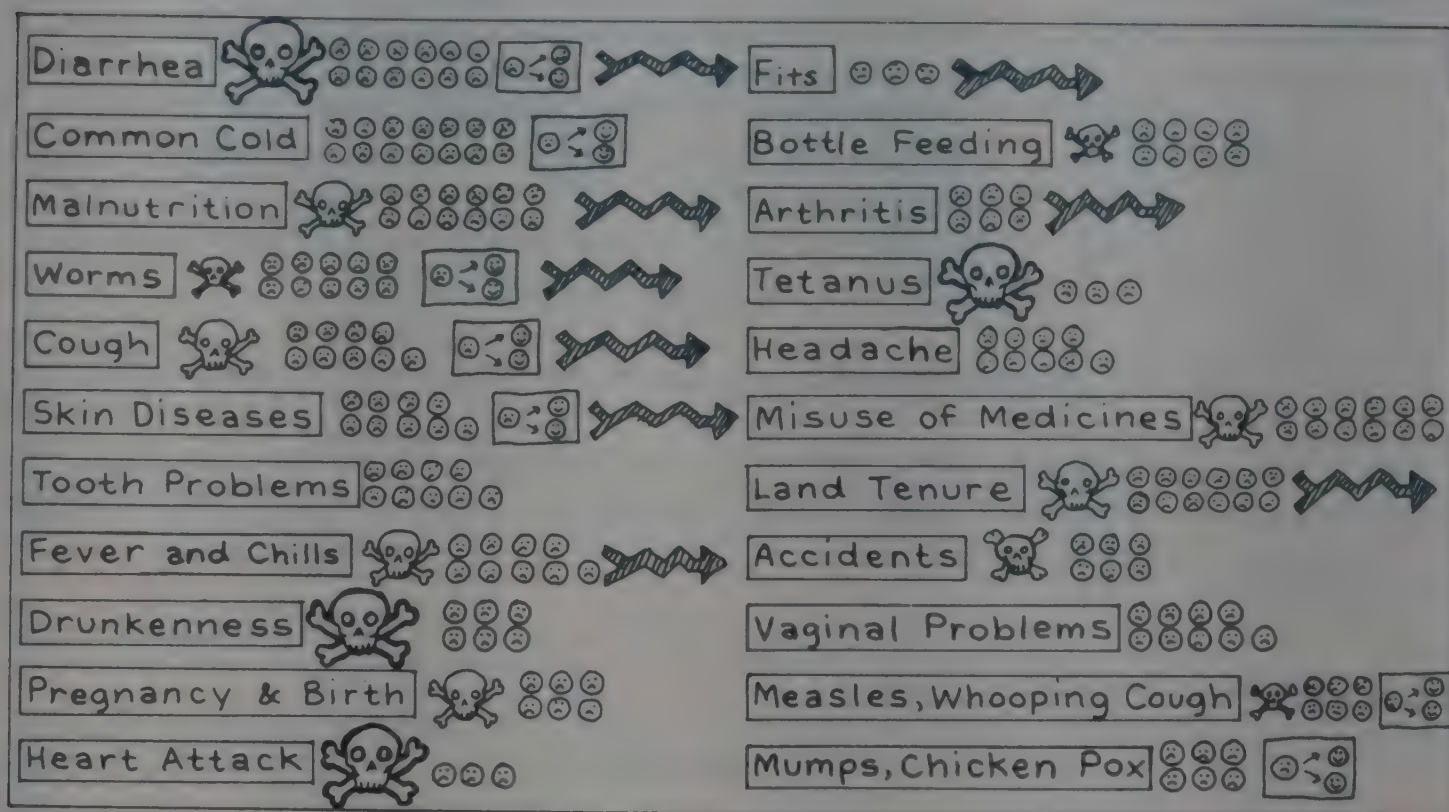 Diarrhea
Common Cold
Malnutrition
Worms
Cough
Skin Diseases
Tooth Problems
Fever and Chills
Drunkenness
Pregnancy & Birth
Heart Attack
Fits
Bottle Feeding
Arthritis
Tetanus
Headache
Misuse of Medicines
Land Tenure
Accidents
Vaginal Problems
Measles, Whooping Cough
Mumps, Chicken Pox